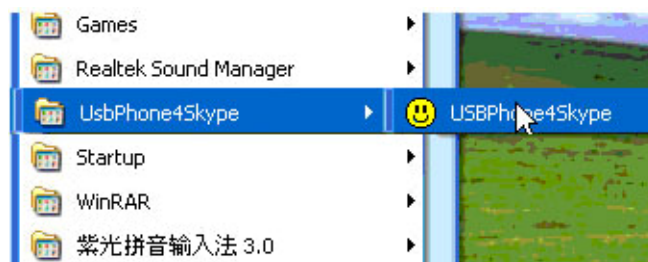 Games
Realtek Sound Manager
UsbPhone4Skype
USBPhone4Skype
Startup
WinRAR
紫光拼音输入法 3.0